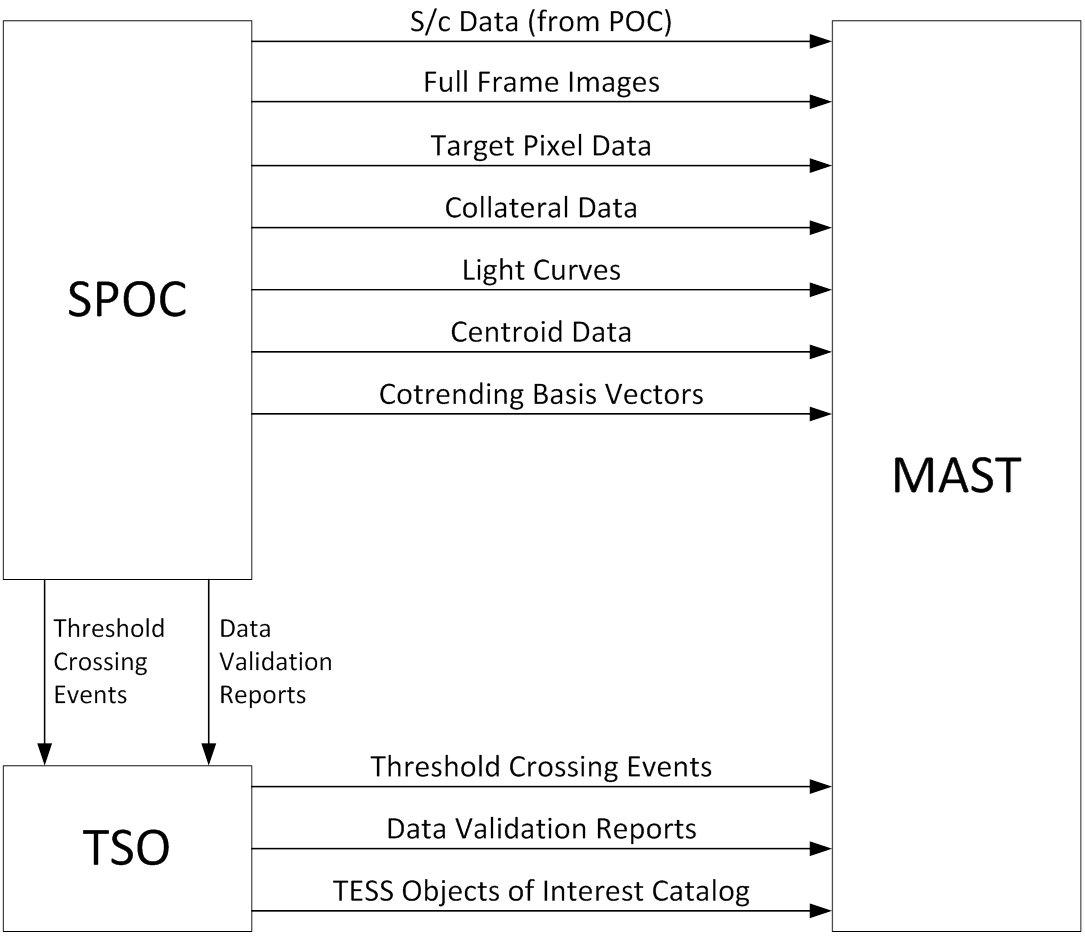 S/c Data (from POC)
Full Frame Images
Target Pixel Data
Collateral Data
Light Curves
Centroid Data
Cotrending Basis Vectors
SPOC
MAST
Threshold
Crossing
Events
Data
Validation
Reports
Threshold Crossing Events
Data Validation Reports
TESS Objects of Interest Catalog
TSO